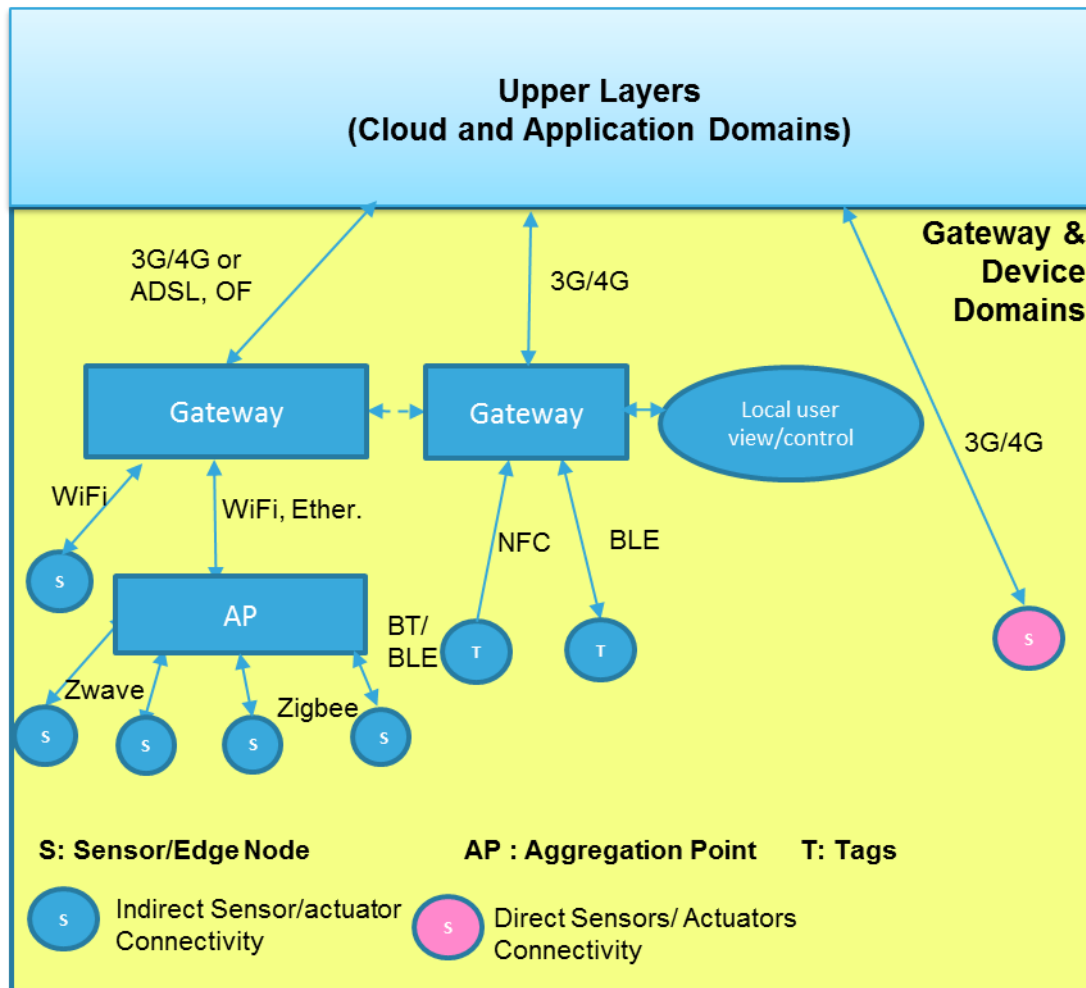 Upper Layers
(Cloud and Application Domains)
Gateway &
Device
Domains
3G/4G or
ADSL, OF
3G/4G
3G/4G
Gateway
Gateway
Local user
view/control
WiFi
WiFi, Ether.
NFC
BLE
S
AP
BT/
BLE
T
T
S
Zwave
Zigbee
S
S
S
S
S: Sensor/Edge Node
AP : Aggregation Point
T: Tags
S
Indirect Sensor/actuator
Connectivity
S
Direct Sensors/ Actuators
Connectivity